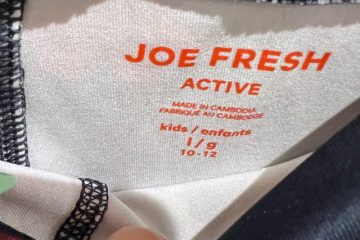 JOE FRESH
ACTIVE
MADE IN CAMBODIA
FABRIQUÉ AU CAMBODGE
kids / enfants
l / g
10-12